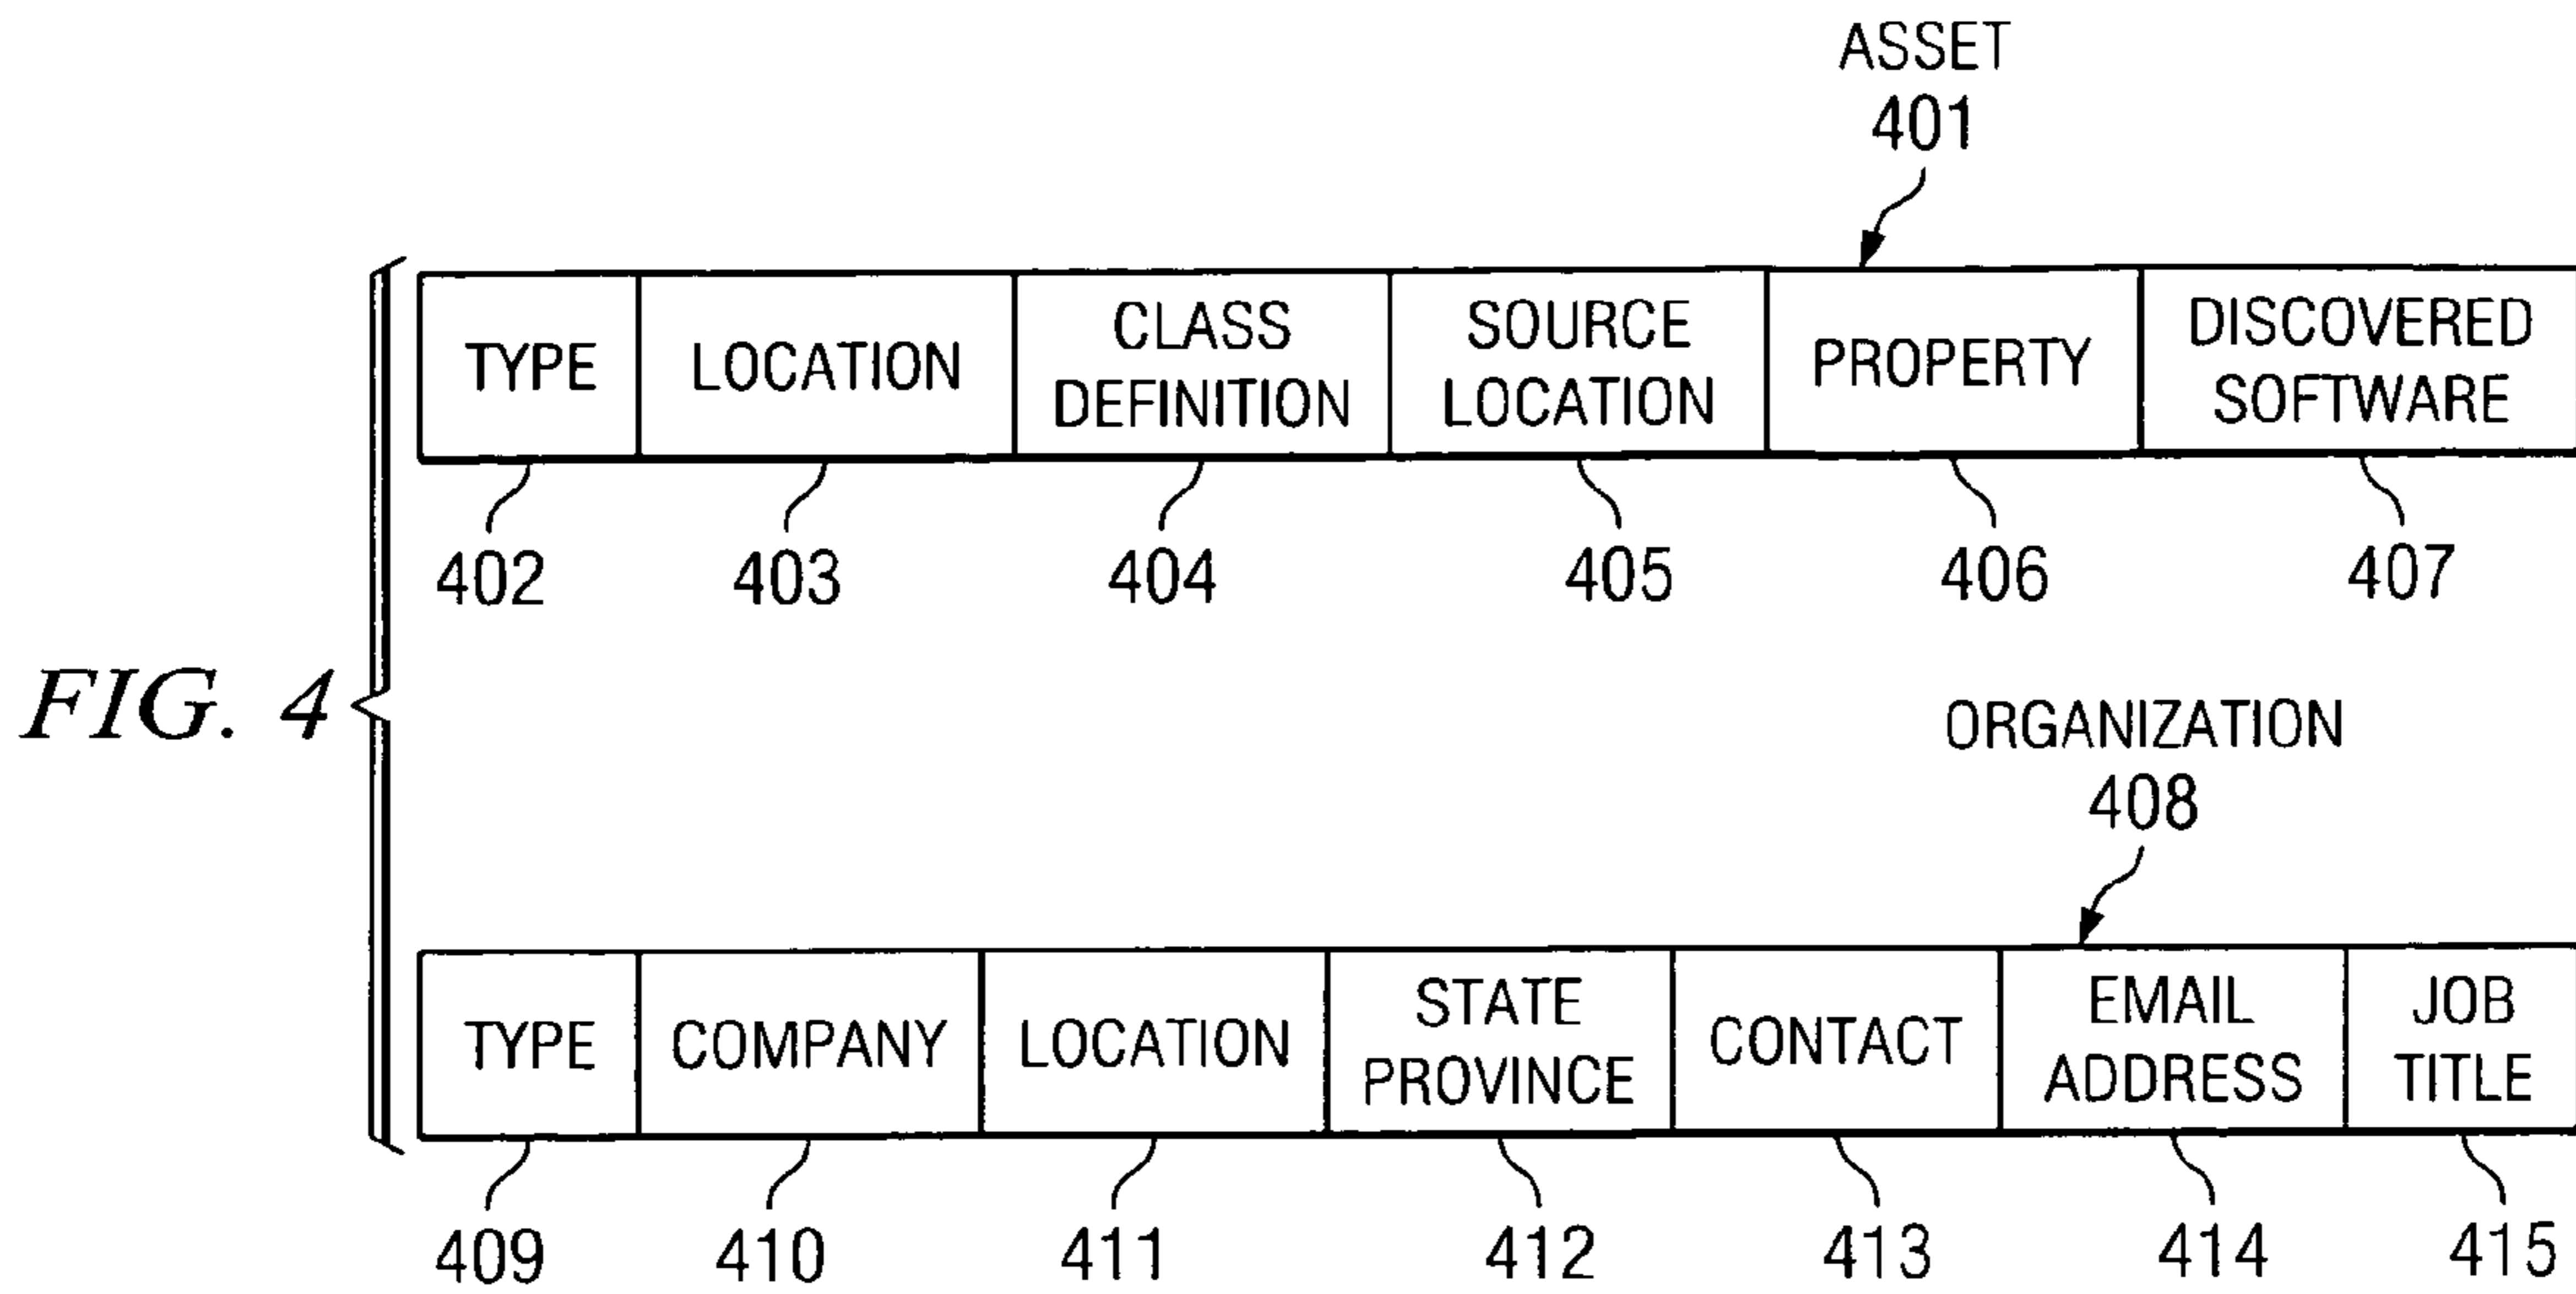 ASSET
401
TYPE
LOCATION
CLASS
DEFINITION
SOURCE
LOCATION
PROPERTY
DISCOVERED
SOFTWARE
402
403
404
405
406
407
FIG. 4
ORGANIZATION
408
TYPE
COMPANY
LOCATION
STATE
PROVINCE
CONTACT
EMAIL
ADDRESS
JOB
TITLE
409
410
411
412
413
414
415